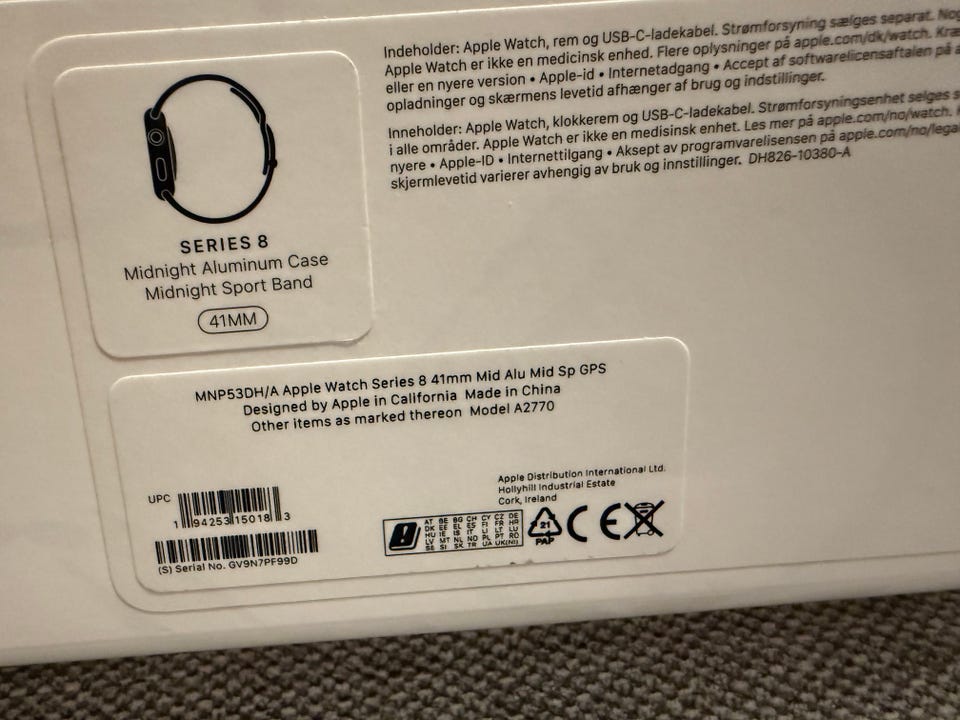 SERIES 8
Midnight Aluminum Case
Midnight Sport Band
41MM
Indeholder: Apple Watch, rem og USB-C-ladekabel. Strømforsyning sælges separat.
Apple Watch er ikke en medicinsk enhed. Flere oplysninger på apple.com/dk/watch.
eller en nyere version • Apple-id • Internetadgang • Accept af softwarelicensaftalen på
opladninger og skærmens levetid afhænger af brug og indstillinger.
Inneholder: Apple Watch, klokkerem og USB-C-ladekabel. Strømforsyningsenhet selges
i alle områder. Apple Watch er ikke en medisinsk enhet. Les mer på apple.com/no/watch.
nyere • Apple-ID • Internettilgang • Aksept av programvarelisensen på
skjermlevetid varierer avhengig av bruk og innstillinger. DH826-10380-A
MNP53DH/A Apple Watch Series 8 41mm Mid Alu Mid Sp GPS
Designed by Apple in California Made in China
Other items as marked thereon Model A2770
UPC
1 94253 15018 3
(S) Serial No. GV9N7PF99D
Apple Distribution International Ltd.
Hollyhill Industrial Estate
Cork, Ireland
AT BE BG CH CY CZ DE
DK EE EL ES FI FR HR
HU IE IS IT LI LT LU
LV MT NL NO PL PT RO
SE SI SK TR UA UK(NI)
21
PAP
CE